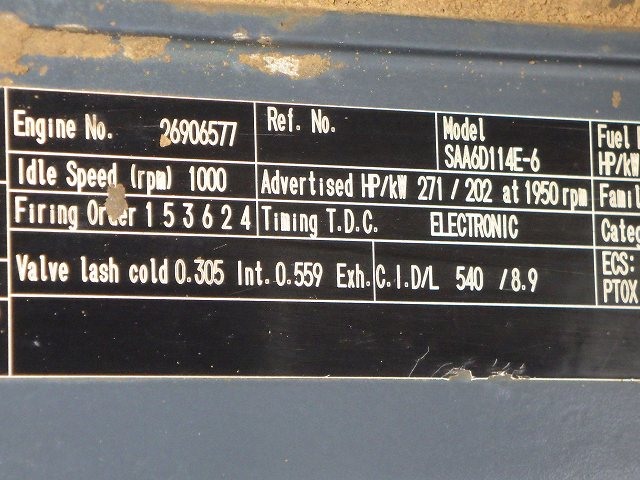 Engine No. 26906577 Ref. No. Model SAA6D114E-6 Fuel
HP/kW
Idle Speed (rpm) 1000 Advertised HP/kW 271 / 202 at 1950 rpm
Firing Order 1 5 3 6 2 4 Timing T.D.C. ELECTRONIC
Valve lash cold 0.305 Int. 0.559 Exh. C.I.D/L 540 / 8.9 ECS:
PTOX